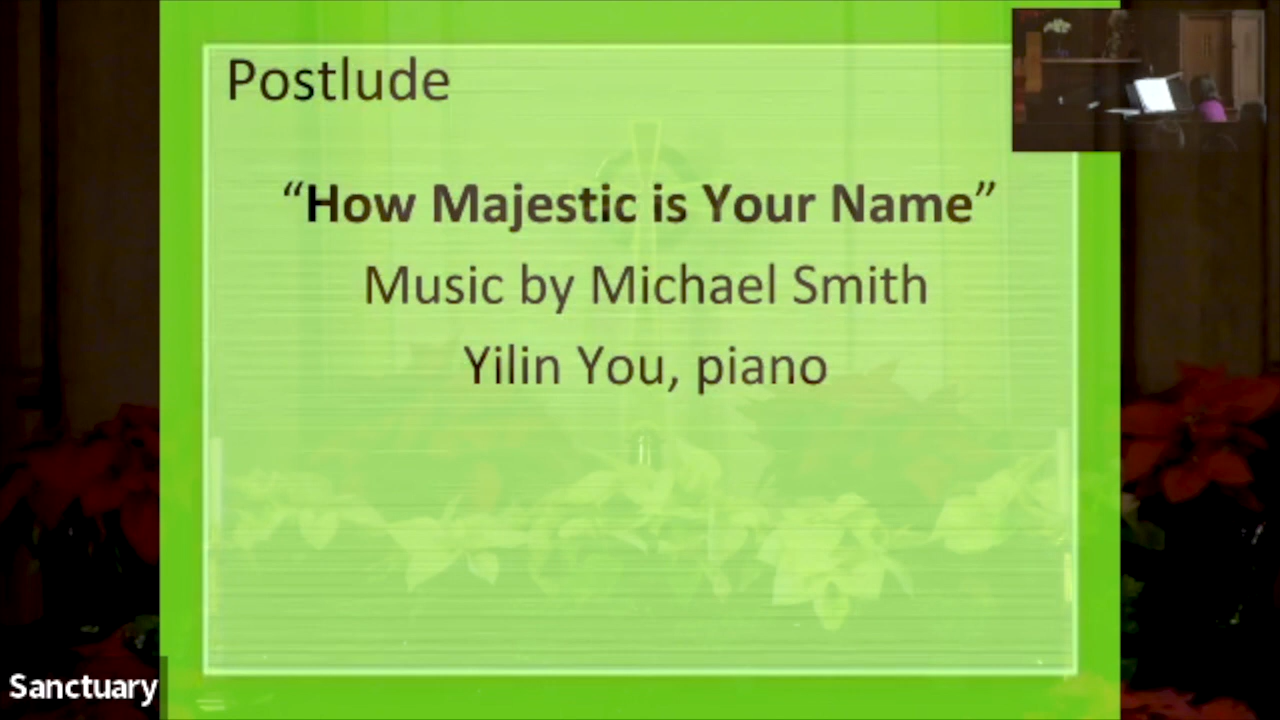 Postlude
“How Majestic is Your Name”
Music by Michael Smith
Yilin You, piano
Sanctuary